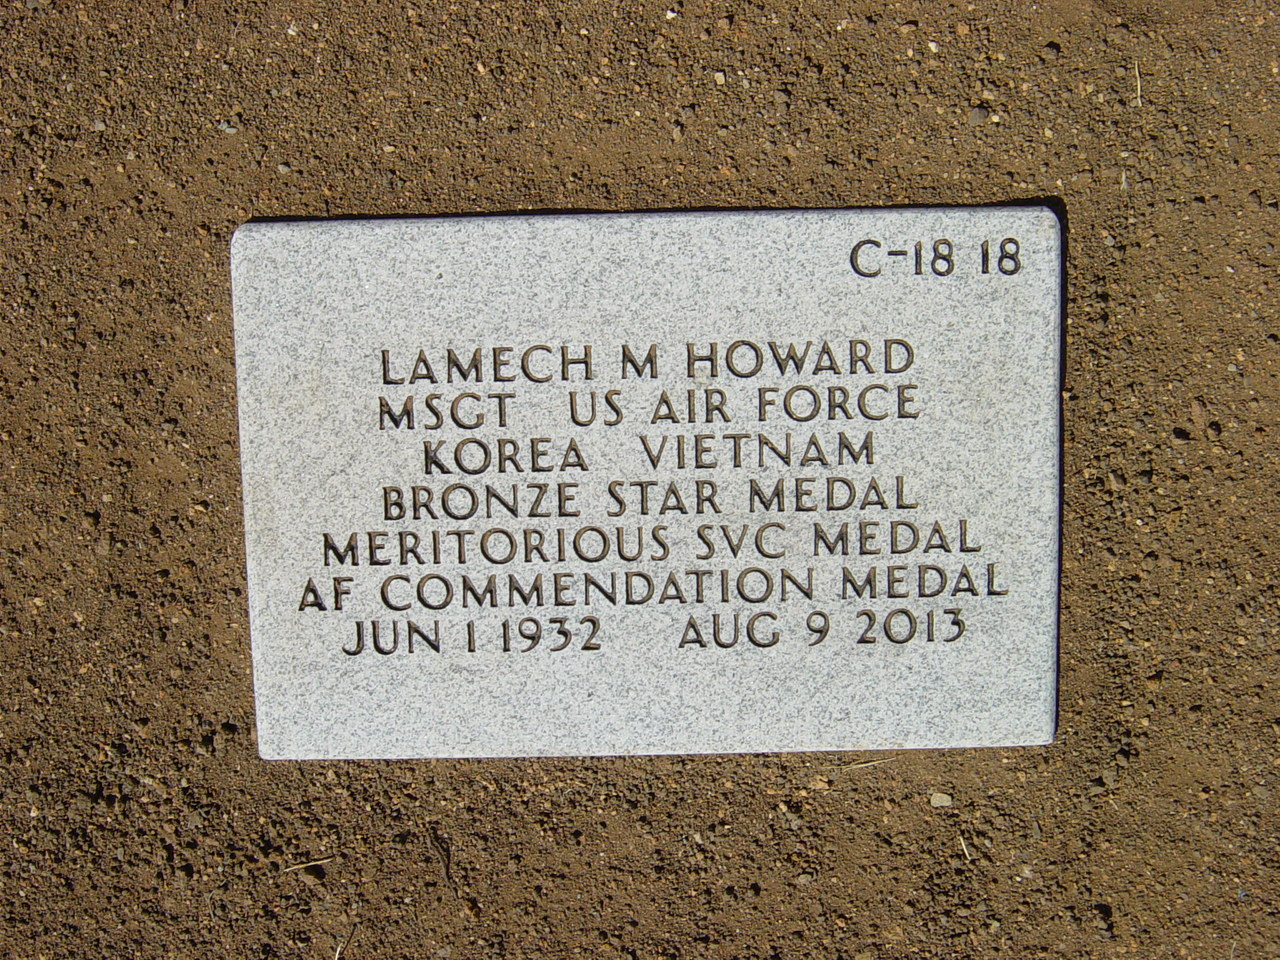 C-18 18
LAMECH M HOWARD
MSGT US AIR FORCE
KOREA VIETNAM
BRONZE STAR MEDAL
MERITORIOUS SVC MEDAL
AF COMMENDATION MEDAL
JUN 1 1932 AUG 9 2013